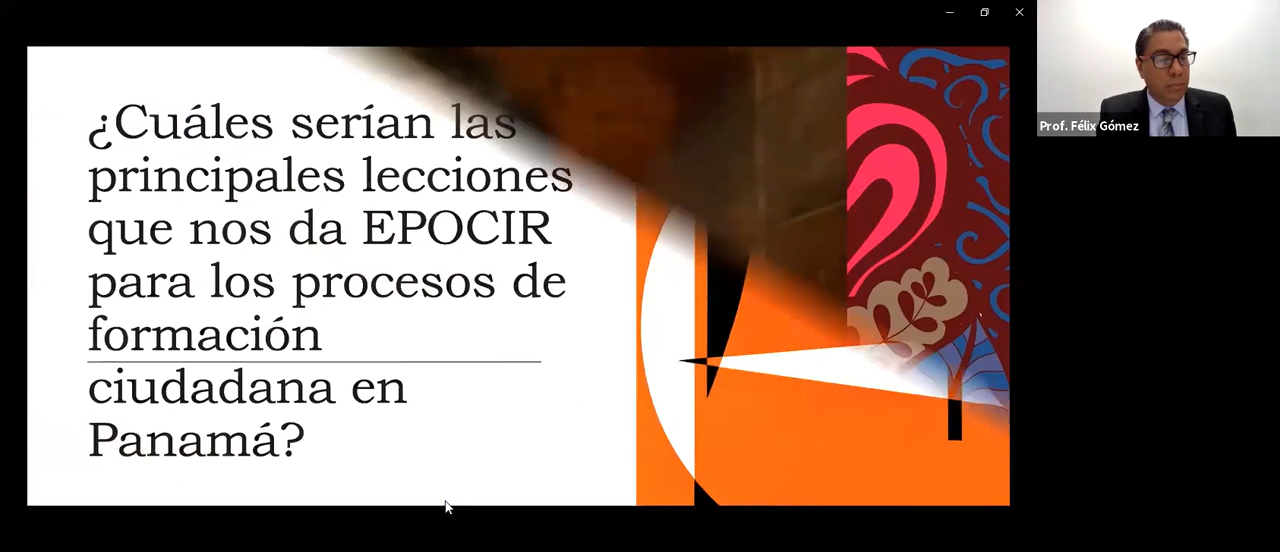 ¿Cuáles serían las
principales lecciones
que nos da EPOCIR
para los procesos de
formación
ciudadana en
Panamá?
Prof. Félix Gómez